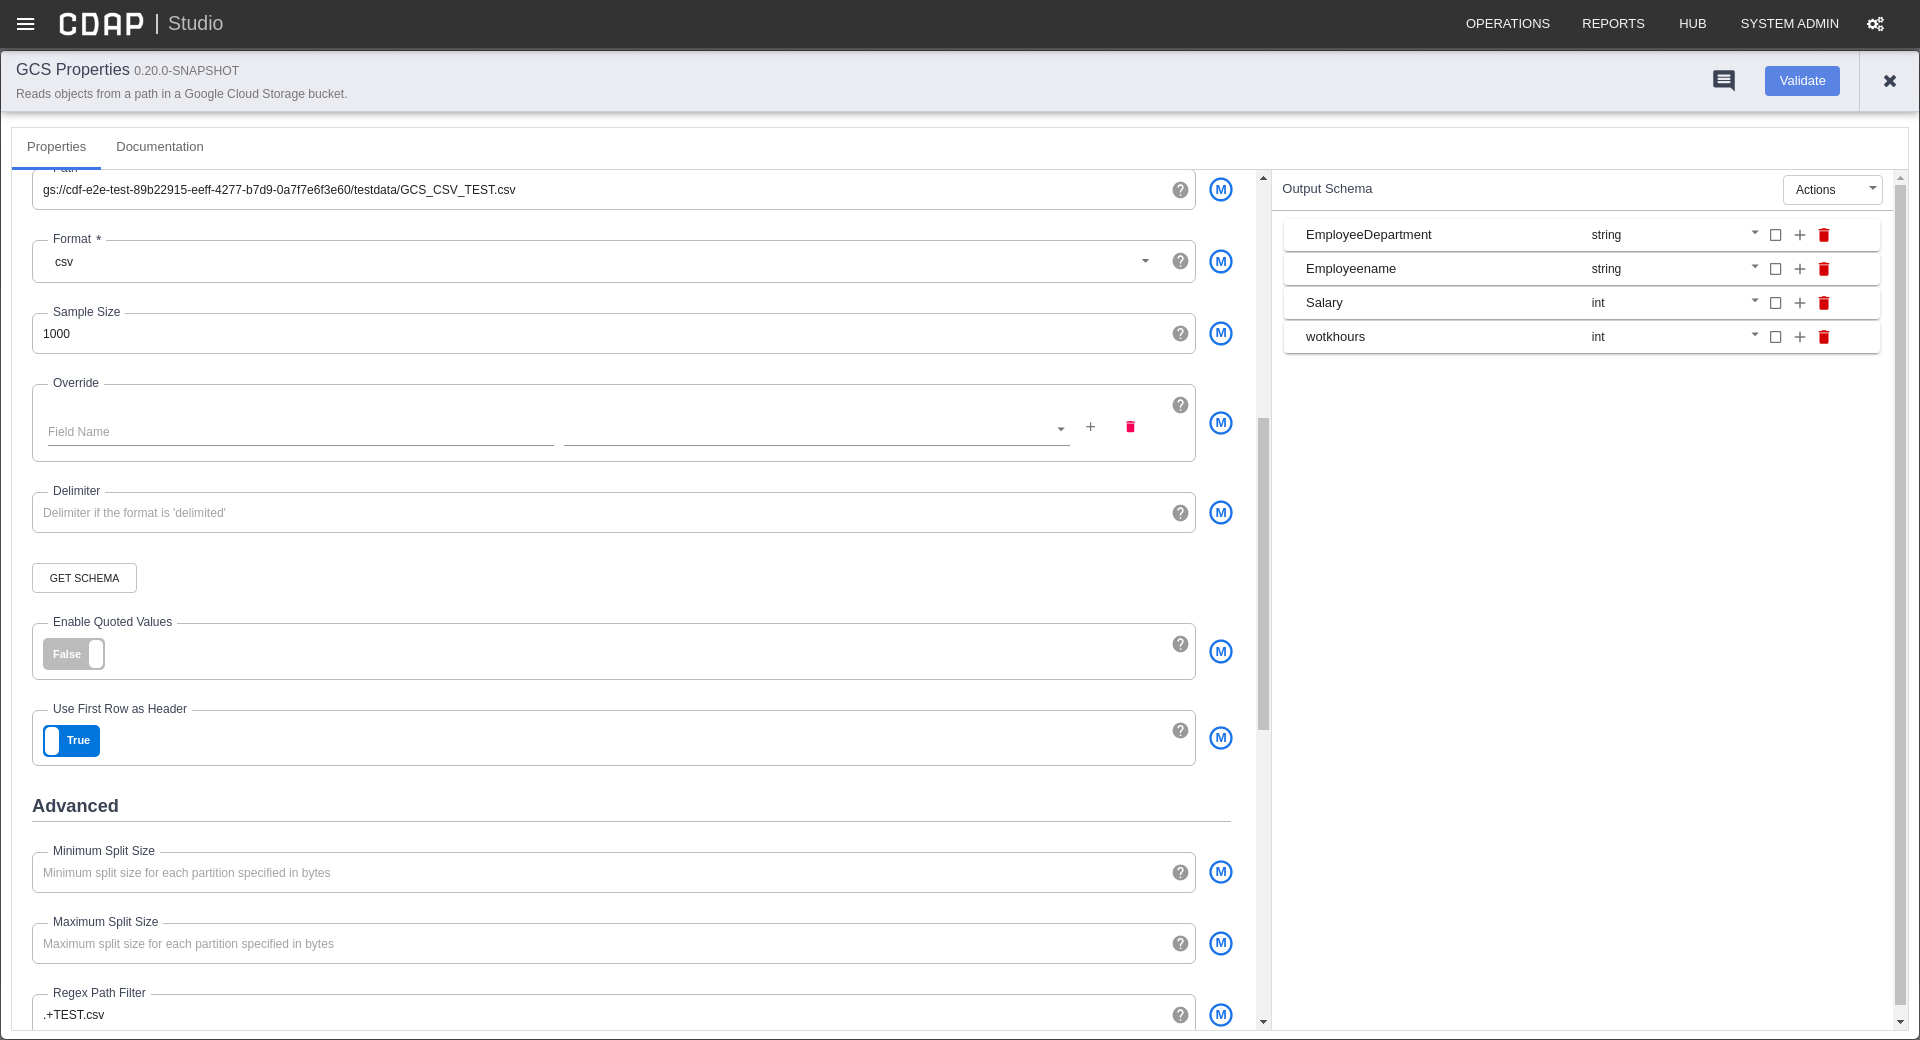 CDAP | Studio
OPERATIONS REPORTS HUB SYSTEM ADMIN
GCS Properties 0.20.0-SNAPSHOT
Reads objects from a path in a Google Cloud Storage bucket.
Validate
Properties Documentation
Path
gs://cdf-e2e-test-89b22915-eeff-4277-b7d9-0a7f7e6f3e60/testdata/GCS_CSV_TEST.csv
M
Format *
csv
M
Sample Size
1000
M
Override
Field Name
M
Delimiter
Delimiter if the format is 'delimited'
M
GET SCHEMA
Enable Quoted Values
False
M
Use First Row as Header
True
M
Advanced
Minimum Split Size
Minimum split size for each partition specified in bytes
M
Maximum Split Size
Maximum split size for each partition specified in bytes
M
Regex Path Filter
.+TEST.csv
M
Output Schema
Actions
EmployeeDepartment string
Employeename string
Salary int
wotkhours int